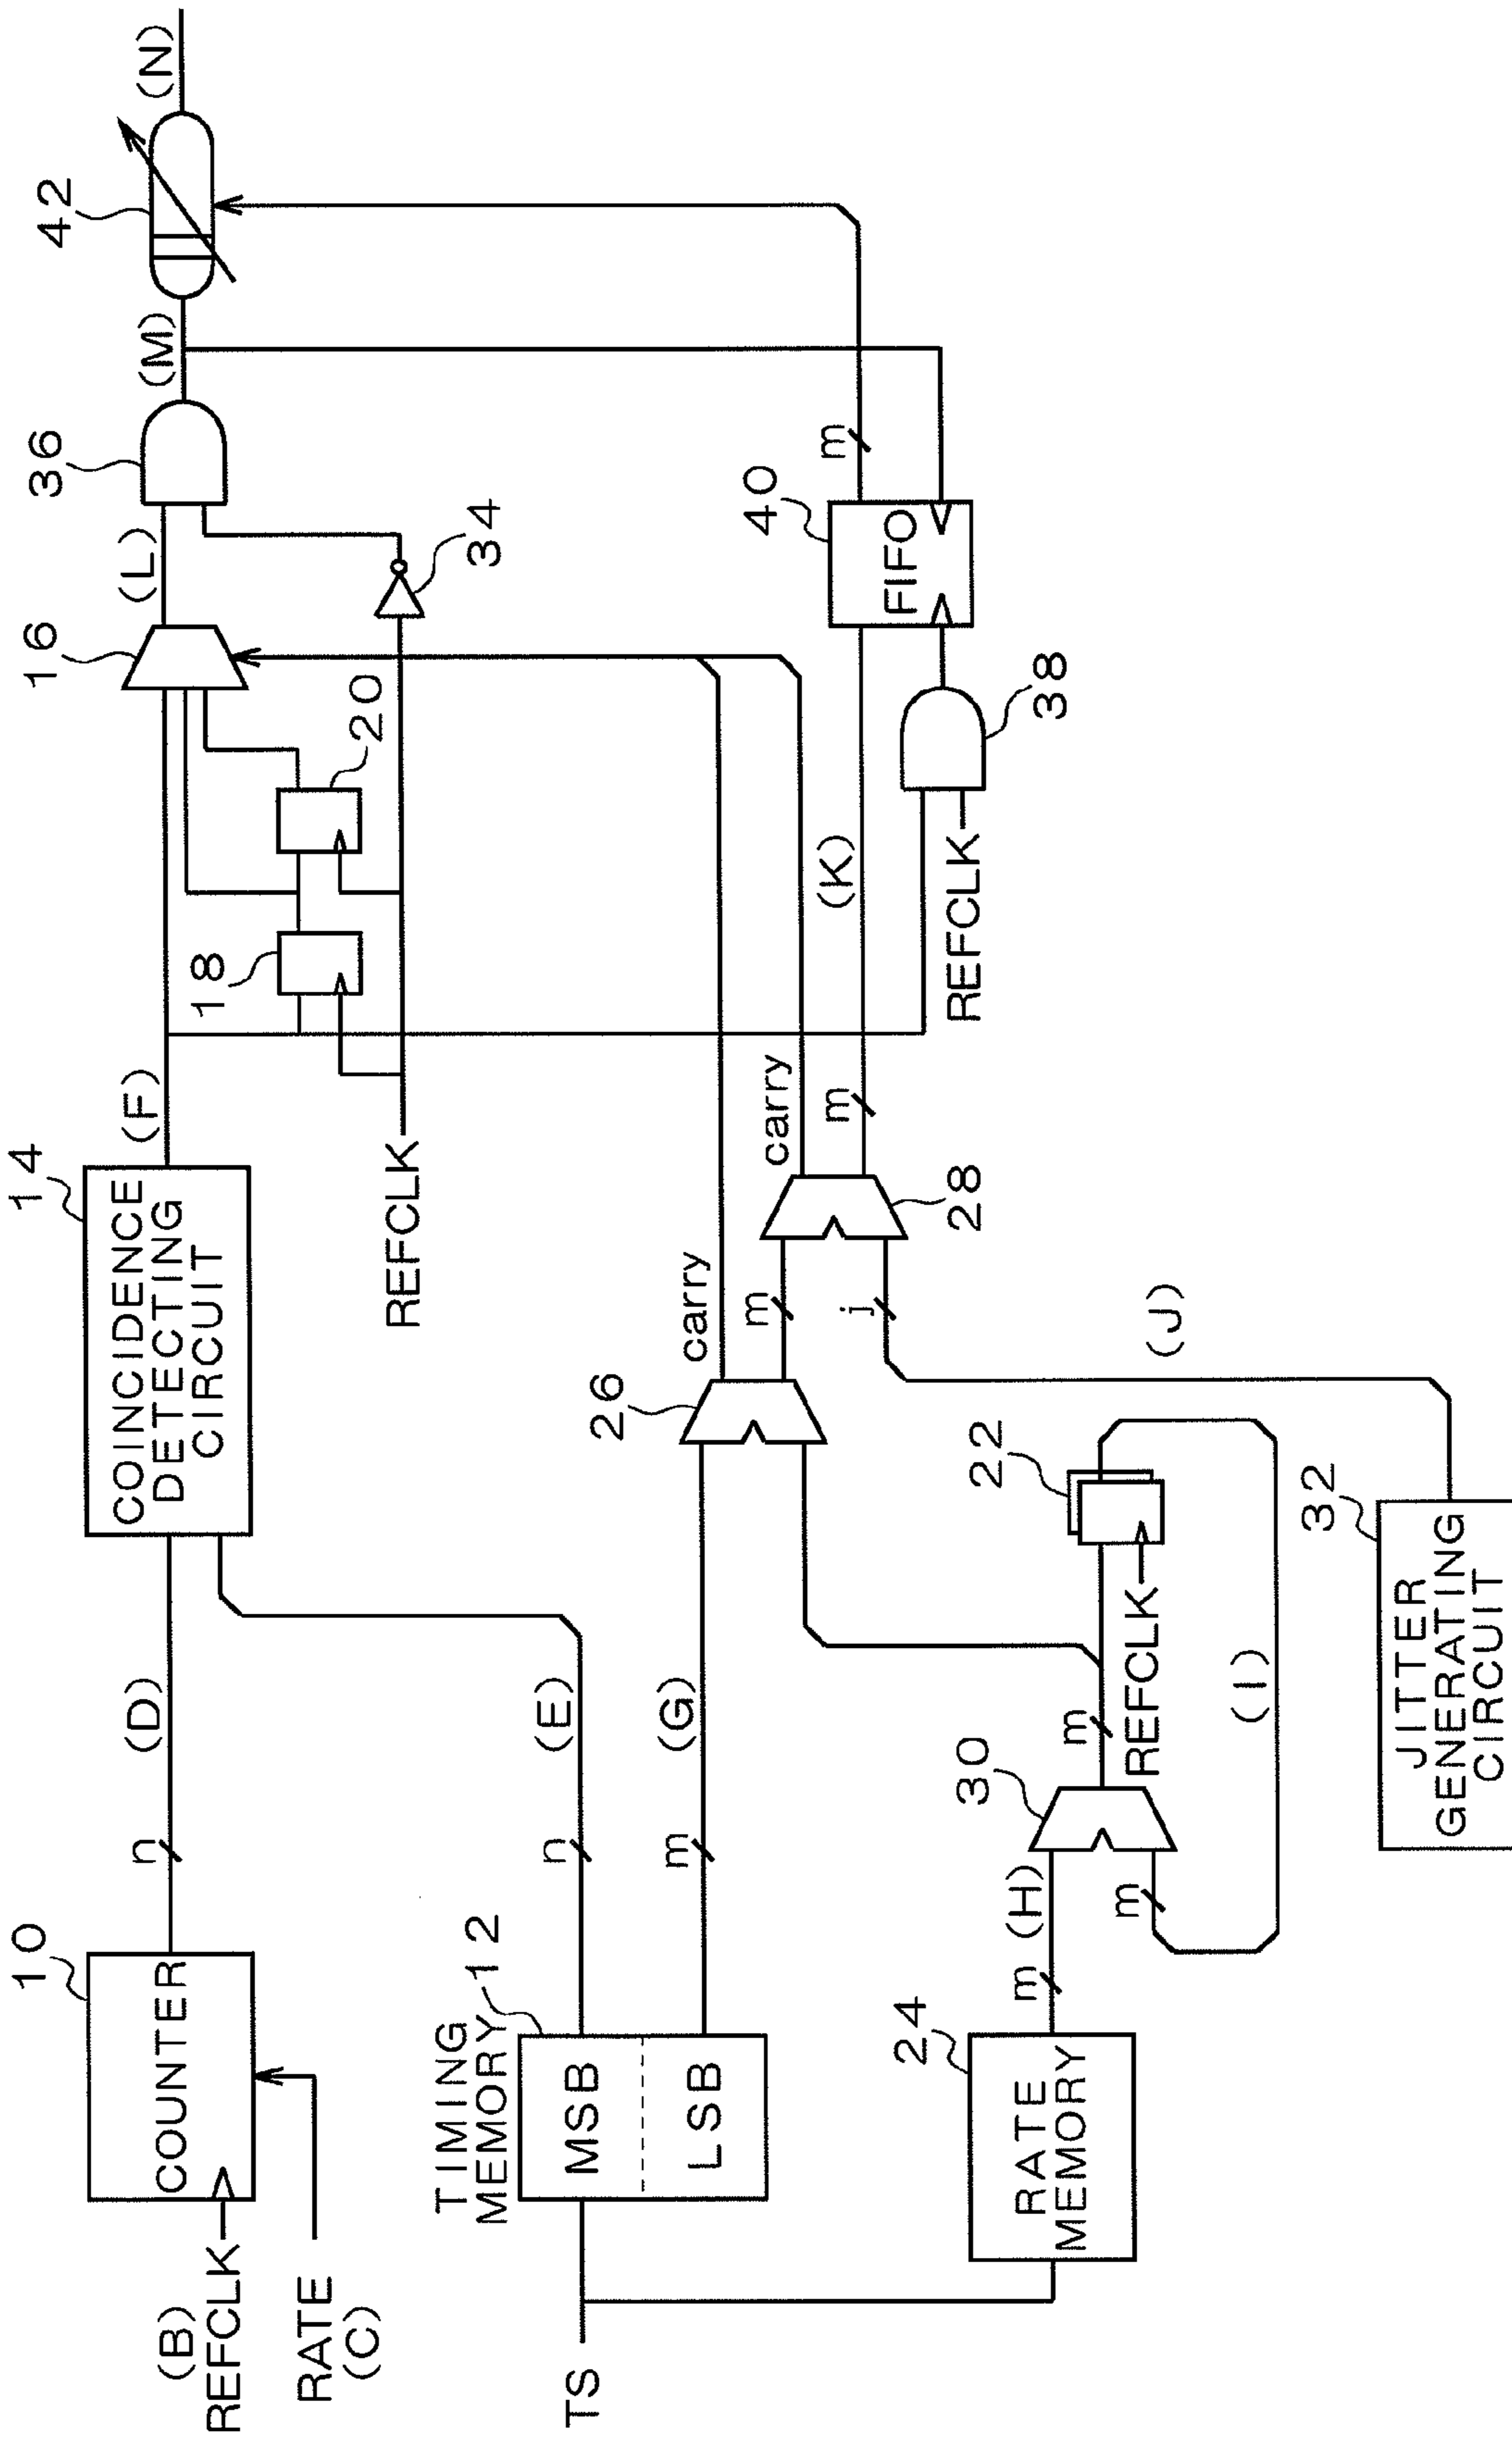 10
COUNTER
(B)
REFCLK
RATE
(C)
n
(D)
14
COINCIDENCE
DETECTING
CIRCUIT
(F)
18
20
REFCLK
16
(L)
34
36
(M)
42
(N)
TS
TIMING
MEMORY
12
MSB
LSB
n
(E)
m
(G)
26
carry
m
j
28
carry
m
(K)
REFCLK
38
40
FIFO
m
24
RATE
MEMORY
m
(H)
m
30
m
REFCLK
22
(I)
(J)
32
JITTER
GENERATING
CIRCUIT